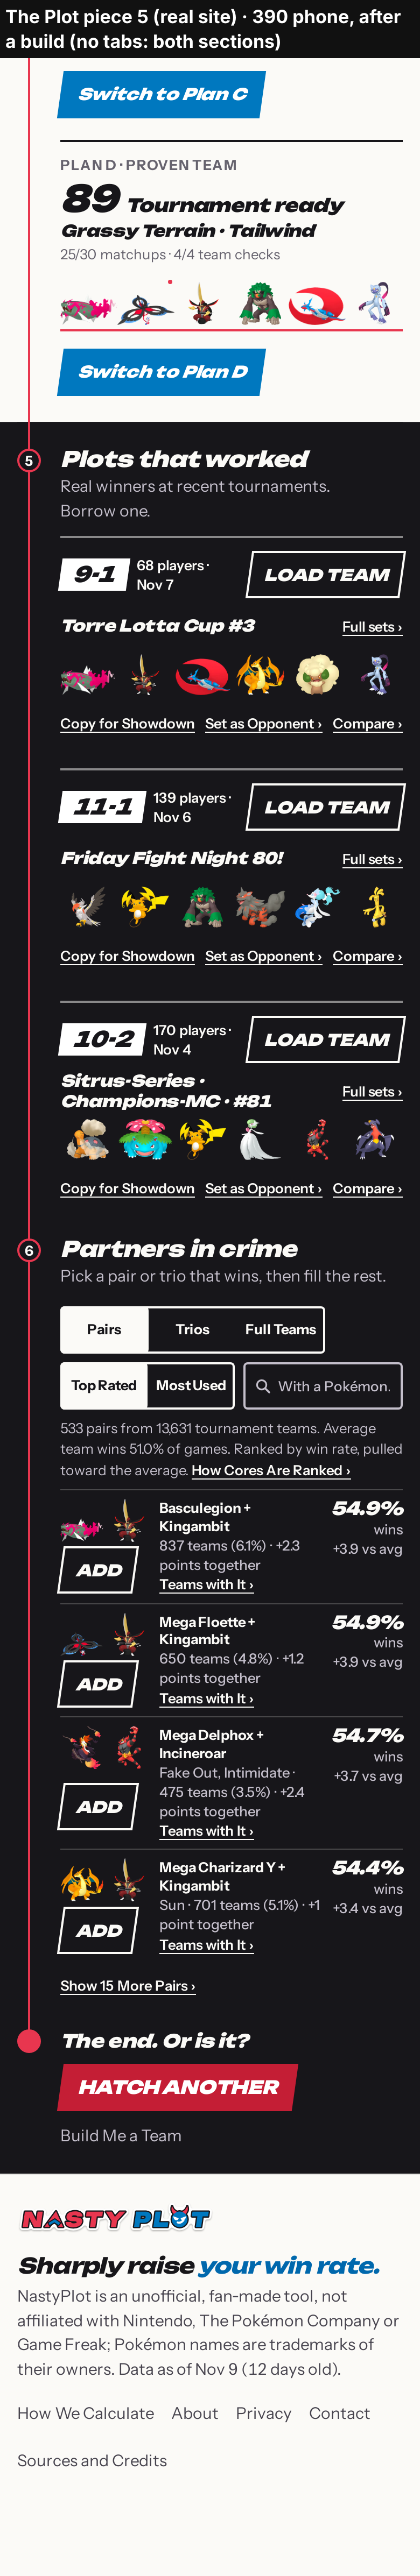 The Plot piece 5 (real site) · 390 phone, after
a build (no tabs: both sections)
Switch to Plan C
PLAN D · PROVEN TEAM
89 Tournament ready
Grassy Terrain · Tailwind
25/30 matchups · 4/4 team checks
Switch to Plan D
5
Plots that worked
Real winners at recent tournaments.
Borrow one.
9-1
68 players ·
Nov 7
LOAD TEAM
Torre Lotta Cup #3
Full sets ›
Copy for Showdown
Set as Opponent ›
Compare ›
11-1
139 players ·
Nov 6
LOAD TEAM
Friday Fight Night 80!
Full sets ›
Copy for Showdown
Set as Opponent ›
Compare ›
10-2
170 players ·
Nov 4
LOAD TEAM
Sitrus-Series ·
Champions-MC · #81
Full sets ›
Copy for Showdown
Set as Opponent ›
Compare ›
6
Partners in crime
Pick a pair or trio that wins, then fill the rest.
Pairs
Trios
Full Teams
Top Rated
Most Used
With a Pokémon.
533 pairs from 13,631 tournament teams. Average
team wins 51.0% of games. Ranked by win rate, pulled
toward the average. How Cores Are Ranked ›
Basculegion +
Kingambit
837 teams (6.1%) · +2.3
points together
Teams with It ›
54.9%
wins
+3.9 vs avg
ADD
Mega Floette +
Kingambit
650 teams (4.8%) · +1.2
points together
Teams with It ›
54.9%
wins
+3.9 vs avg
ADD
Mega Delphox +
Incineroar
Fake Out, Intimidate ·
475 teams (3.5%) · +2.4
points together
Teams with It ›
54.7%
wins
+3.7 vs avg
ADD
Mega Charizard Y +
Kingambit
Sun · 701 teams (5.1%) · +1
point together
Teams with It ›
54.4%
wins
+3.4 vs avg
ADD
Show 15 More Pairs ›
The end. Or is it?
HATCH ANOTHER
Build Me a Team
NASTY PLOT
Sharply raise your win rate.
NastyPlot is an unofficial, fan-made tool, not
affiliated with Nintendo, The Pokémon Company or
Game Freak; Pokémon names are trademarks of
their owners. Data as of Nov 9 (12 days old).
How We Calculate
About
Privacy
Contact
Sources and Credits